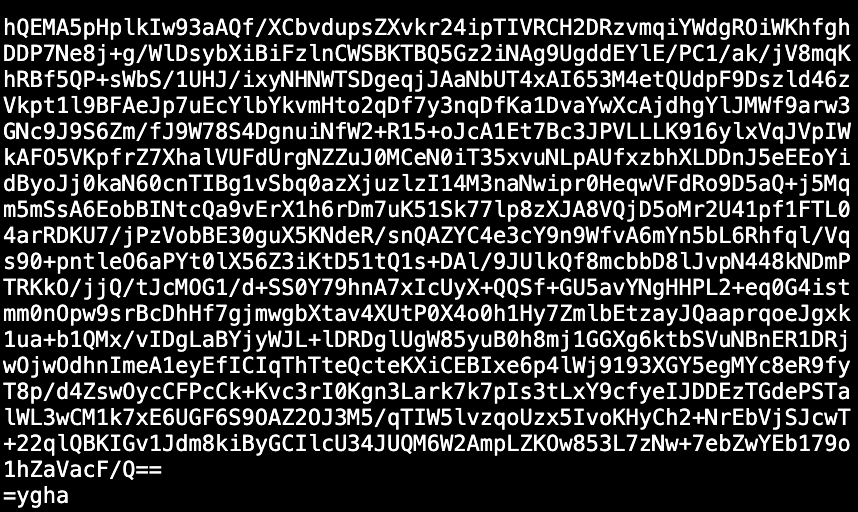 hQEMA5pHplkIw93aAQf/XCbvdupsZXvkr24ipTIVRCH2DRzvmqiYWdgROiWKhfgh
DDP7Ne8j+g/WlDsybXiBiFzlnCWSBKTBQ5Gz2iNAg9UgddEYlE/PC1/ak/jV8mqK
hRBf5QP+sWbS/1UHJ/ixyNHNWTSDgeqjJAaNbUT4xAI653M4etQUdpF9Dszld46z
Vkpt1l9BFAeJp7uEcYlbYkvmHto2qDf7y3nqDfKa1DvaYwXcAjdhgYlJMWf9arw3
GNc9J9S6Zm/fJ9W78S4DgnuiNfW2+R15+oJcA1Et7Bc3JPVLLLK916ylxVqJVpIW
kAFO5VKpfrZ7XhalVUFdUrgNZZuJ0MCeN0iT35xvuNLpAUfxzbhXLDDnJ5eEEoYi
dByoJj0kaN60cnTIBg1vSbq0azXjuzlzI14M3naNwipr0HeqwVFdRo9D5aQ+j5Mq
m5mSsA6EobBINtcQa9vErX1h6rDm7uK51Sk77lp8zXJA8VQjD5oMr2U41pf1FTL0
4arRDKU7/jPzVobBE30guX5KNdeR/snQAZYC4e3cY9n9WfvA6mYn5bL6Rhfql/Vq
s90+pntleO6aPYt0lX56Z3iKtD51tQ1s+DAl/9JUlkQf8mcbbD8lJvpN448kNDmP
TRKkO/jjQ/tJcMOG1/d+SS0Y79hnA7xIcUyX+QQSf+GU5avYNgHHPL2+eq0G4ist
mm0nOpw9srBcDhHf7gjmwgbXtav4XUtP0X4o0h1Hy7ZmlbEtzayJQaaprqoeJgxk
1ua+b1QMx/vIDgLaBYjyWJL+lDRDglUgW85yuB0h8mj1GGXg6ktbSVuNBnER1DRj
wOjwOdhnImeA1eyEfICIqThTteQcteKXiCEBIxe6p4lWj9193XGY5egMYc8eR9fy
T8p/d4ZswOycCFPcCk+Kvc3rI0Kgn3Lark7k7pIs3tLxY9cfyeIJDDEzTGdePSTa
lWL3wCM1k7xE6UGF6S9OAZ2OJ3M5/qTIW5lvzqoUzx5IvoKHyCh2+NrEbVjSJcwT
+22qlQBKIGv1Jdm8kiByGCIlcU34JUQM6W2AmpLZKOw853L7zNw+7ebZwYEb179o
1hZaVacF/Q==
=ygha